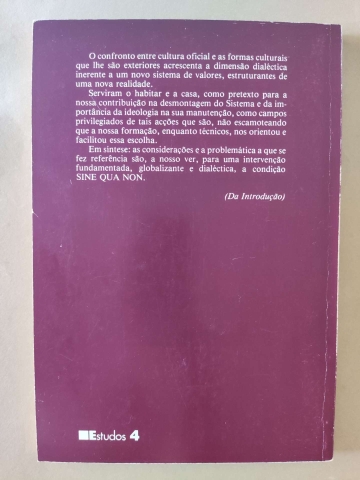 O confronto entre cultura oficial e as formas culturais
que lhe são exteriores acrescenta a dimensão dialéctica
inerente a um novo sistema de valores, estruturantes de
uma nova realidade.
Serviram o habitar e a casa, como pretexto para a
nossa contribuição na desmontagem do Sistema e da im-
portância da ideologia na sua manutenção, como campos
privilegiados de tais acções que são, não escamoteando
que a nossa formação, enquanto técnicos, nos orientou e
facilitou essa escolha.
Em síntese: as considerações e a problemática a que se
fez referência são, a nosso ver, para uma intervenção
fundamentada, globalizante e dialéctica, a condição
SINE QUA NON.
(Da Introdução)
Estudos 4